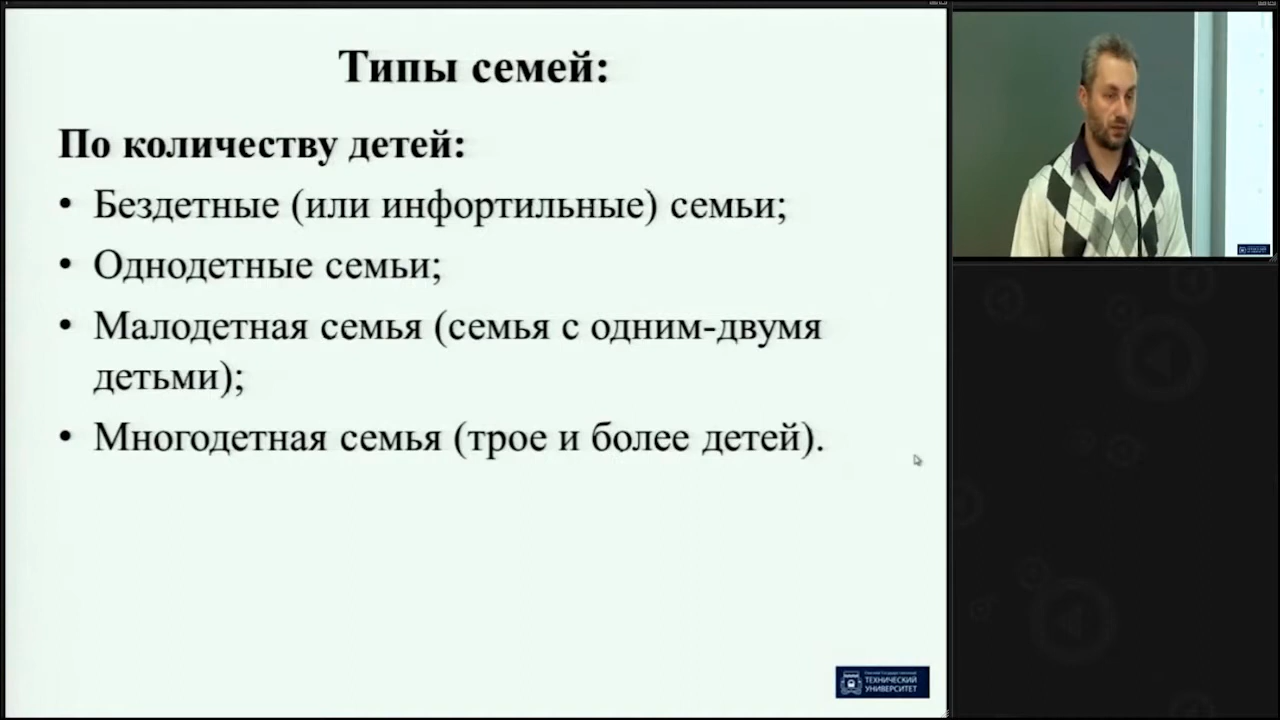 Типы семей:
По количеству детей:
• Бездетные (или инфортильные) семьи;
• Однодетные семьи;
• Малодетная семья (семья с одним-двумя
детьми);
• Многодетная семья (трое и более детей).
ТЕХНИЧЕСКИЙ
УНИВЕРСИТЕТ